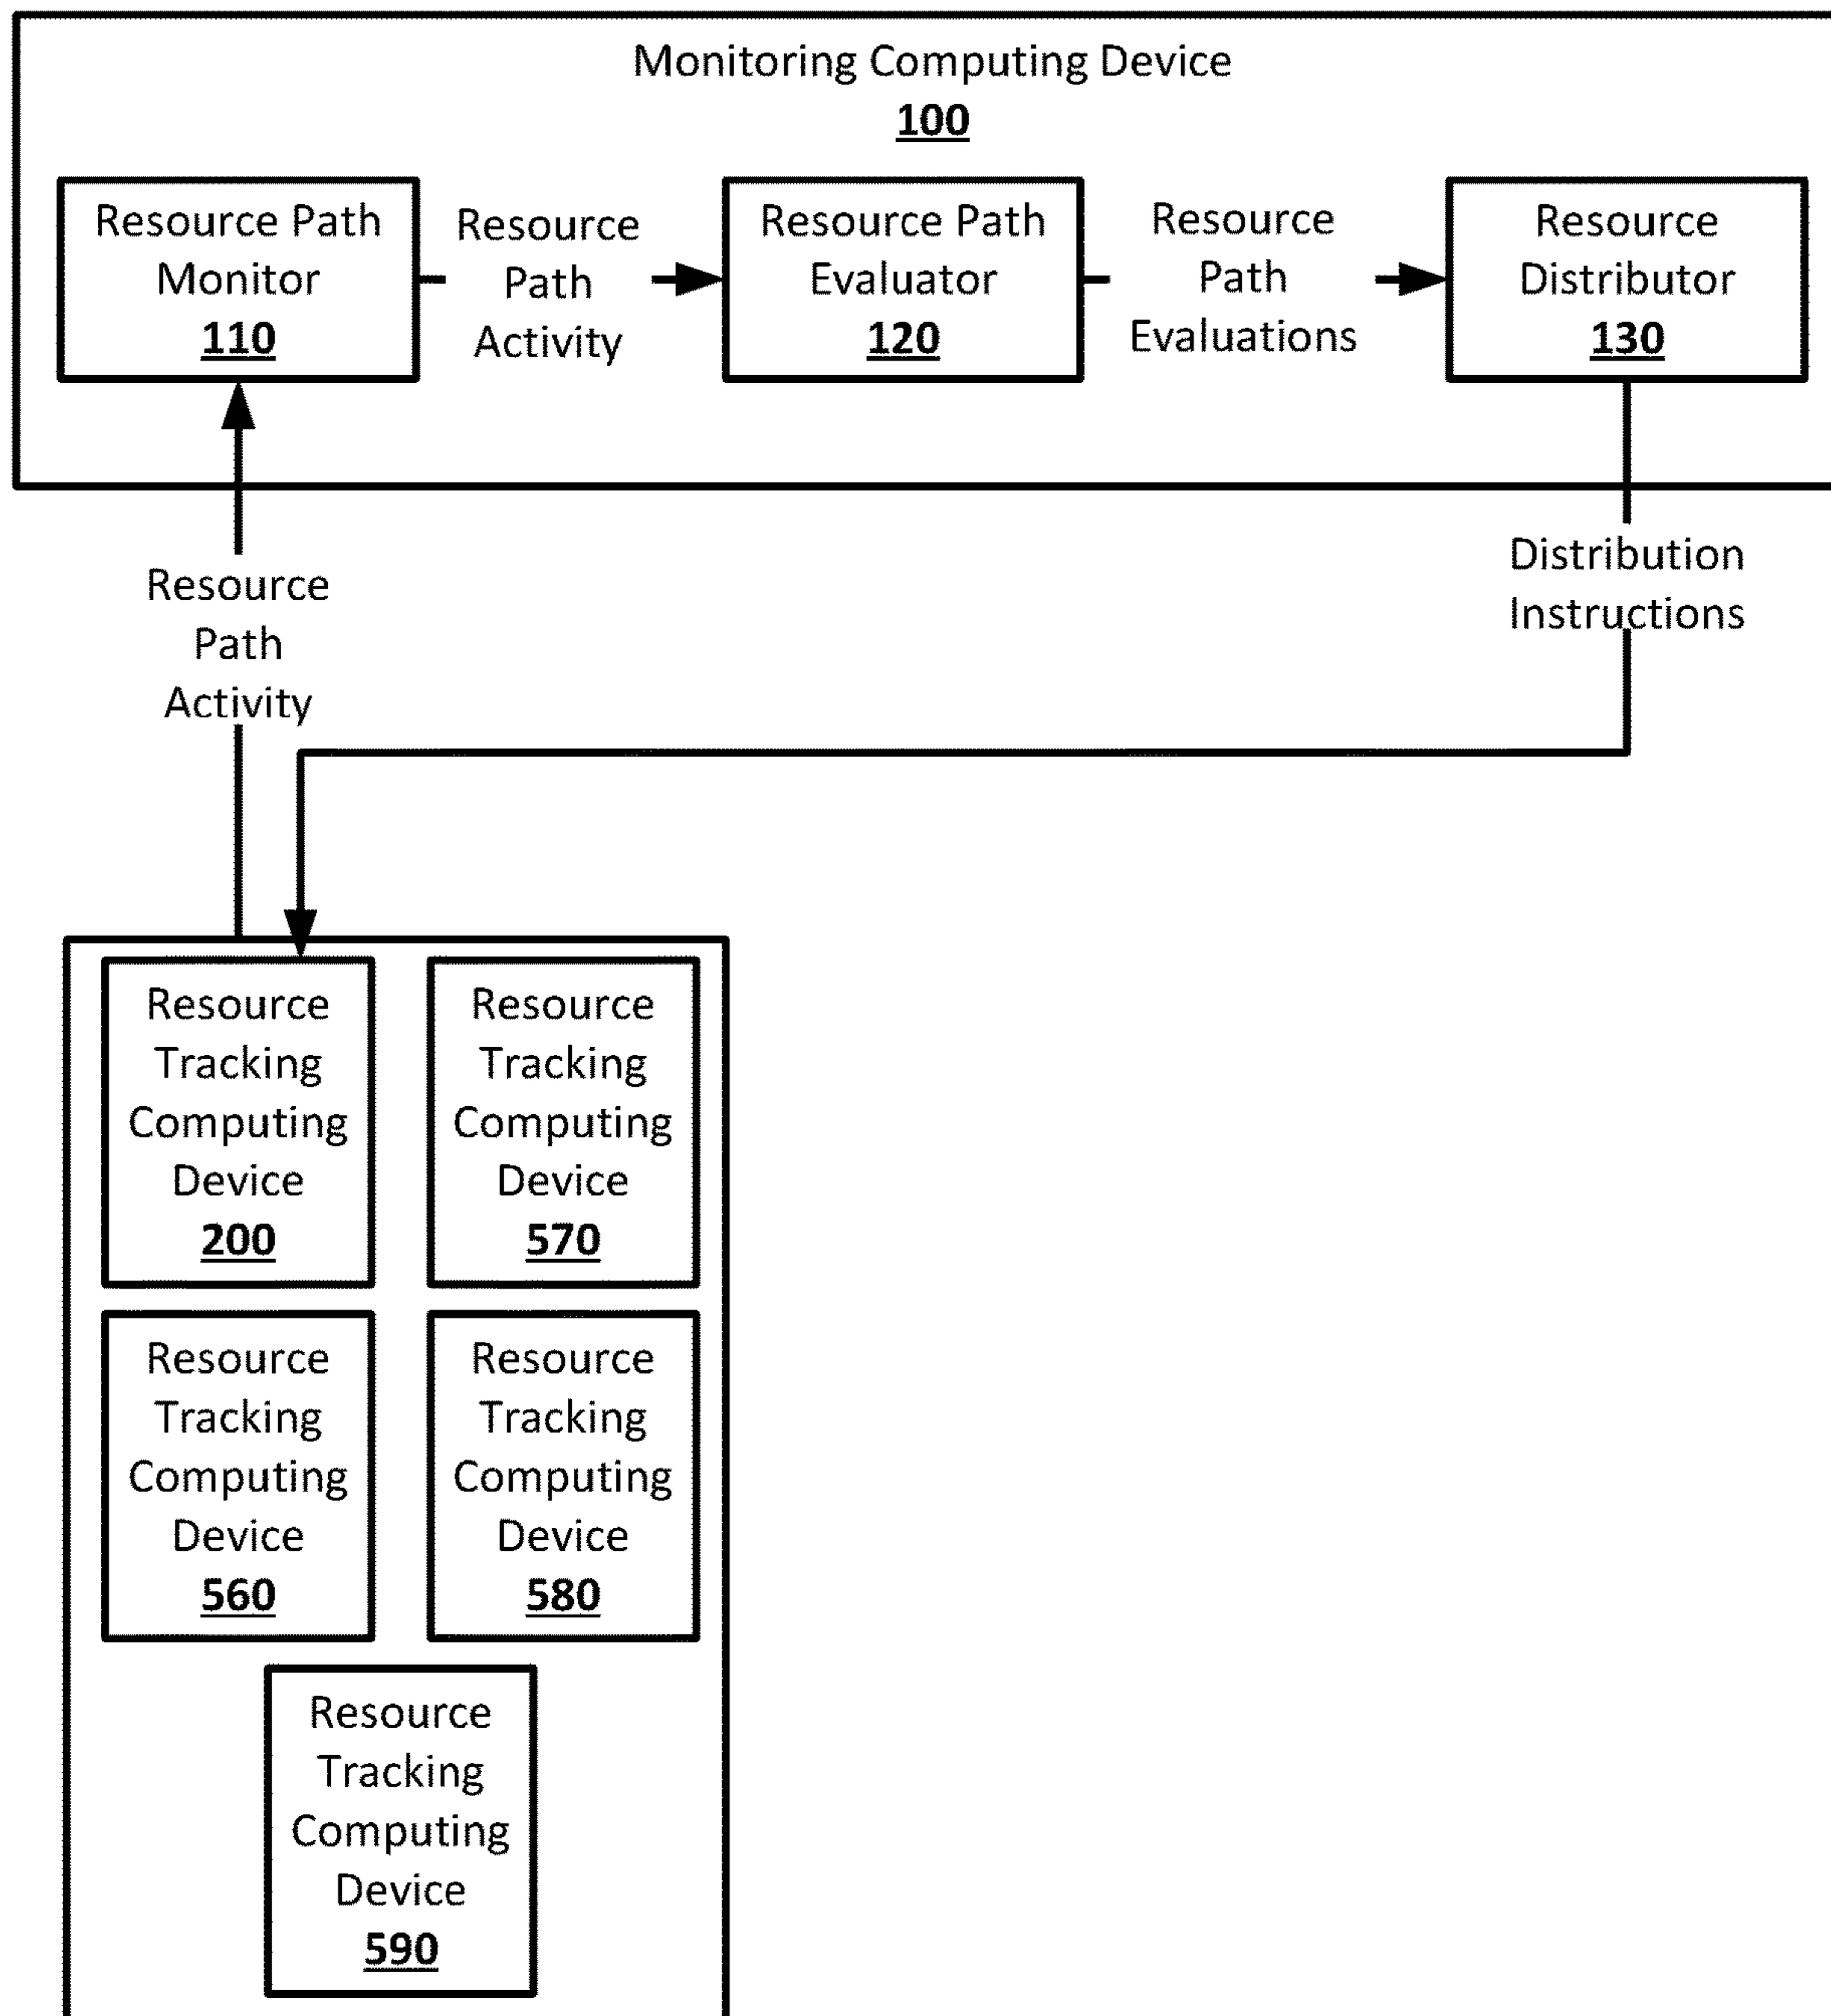 Monitoring Computing Device
100
Resource Path
Monitor
110
Resource
Path
Activity
Resource Path
Evaluator
120
Resource
Path
Evaluations
Resource
Distributor
130
Resource
Path
Activity
Distribution
Instructions
Resource
Tracking
Computing
Device
200
Resource
Tracking
Computing
Device
570
Resource
Tracking
Computing
Device
560
Resource
Tracking
Computing
Device
580
Resource
Tracking
Computing
Device
590